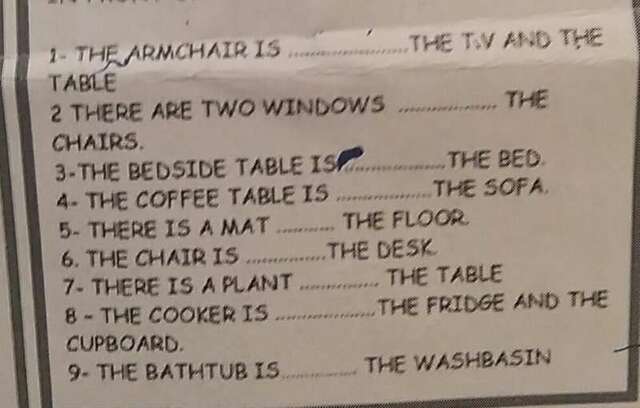 1- THE ARMCHAIR IS ...................THE T.V AND THE
TABLE
2 THERE ARE TWO WINDOWS ................ THE
CHAIRS.
3-THE BEDSIDE TABLE IS.................THE BED.
4- THE COFFEE TABLE IS ................THE SOFA.
5- THERE IS A MAT .......... THE FLOOR.
6. THE CHAIR IS .............THE DESK.
7- THERE IS A PLANT ............. THE TABLE
8 - THE COOKER IS .................THE FRIDGE AND THE
CUPBOARD.
9- THE BATHTUB IS............. THE WASHBASIN